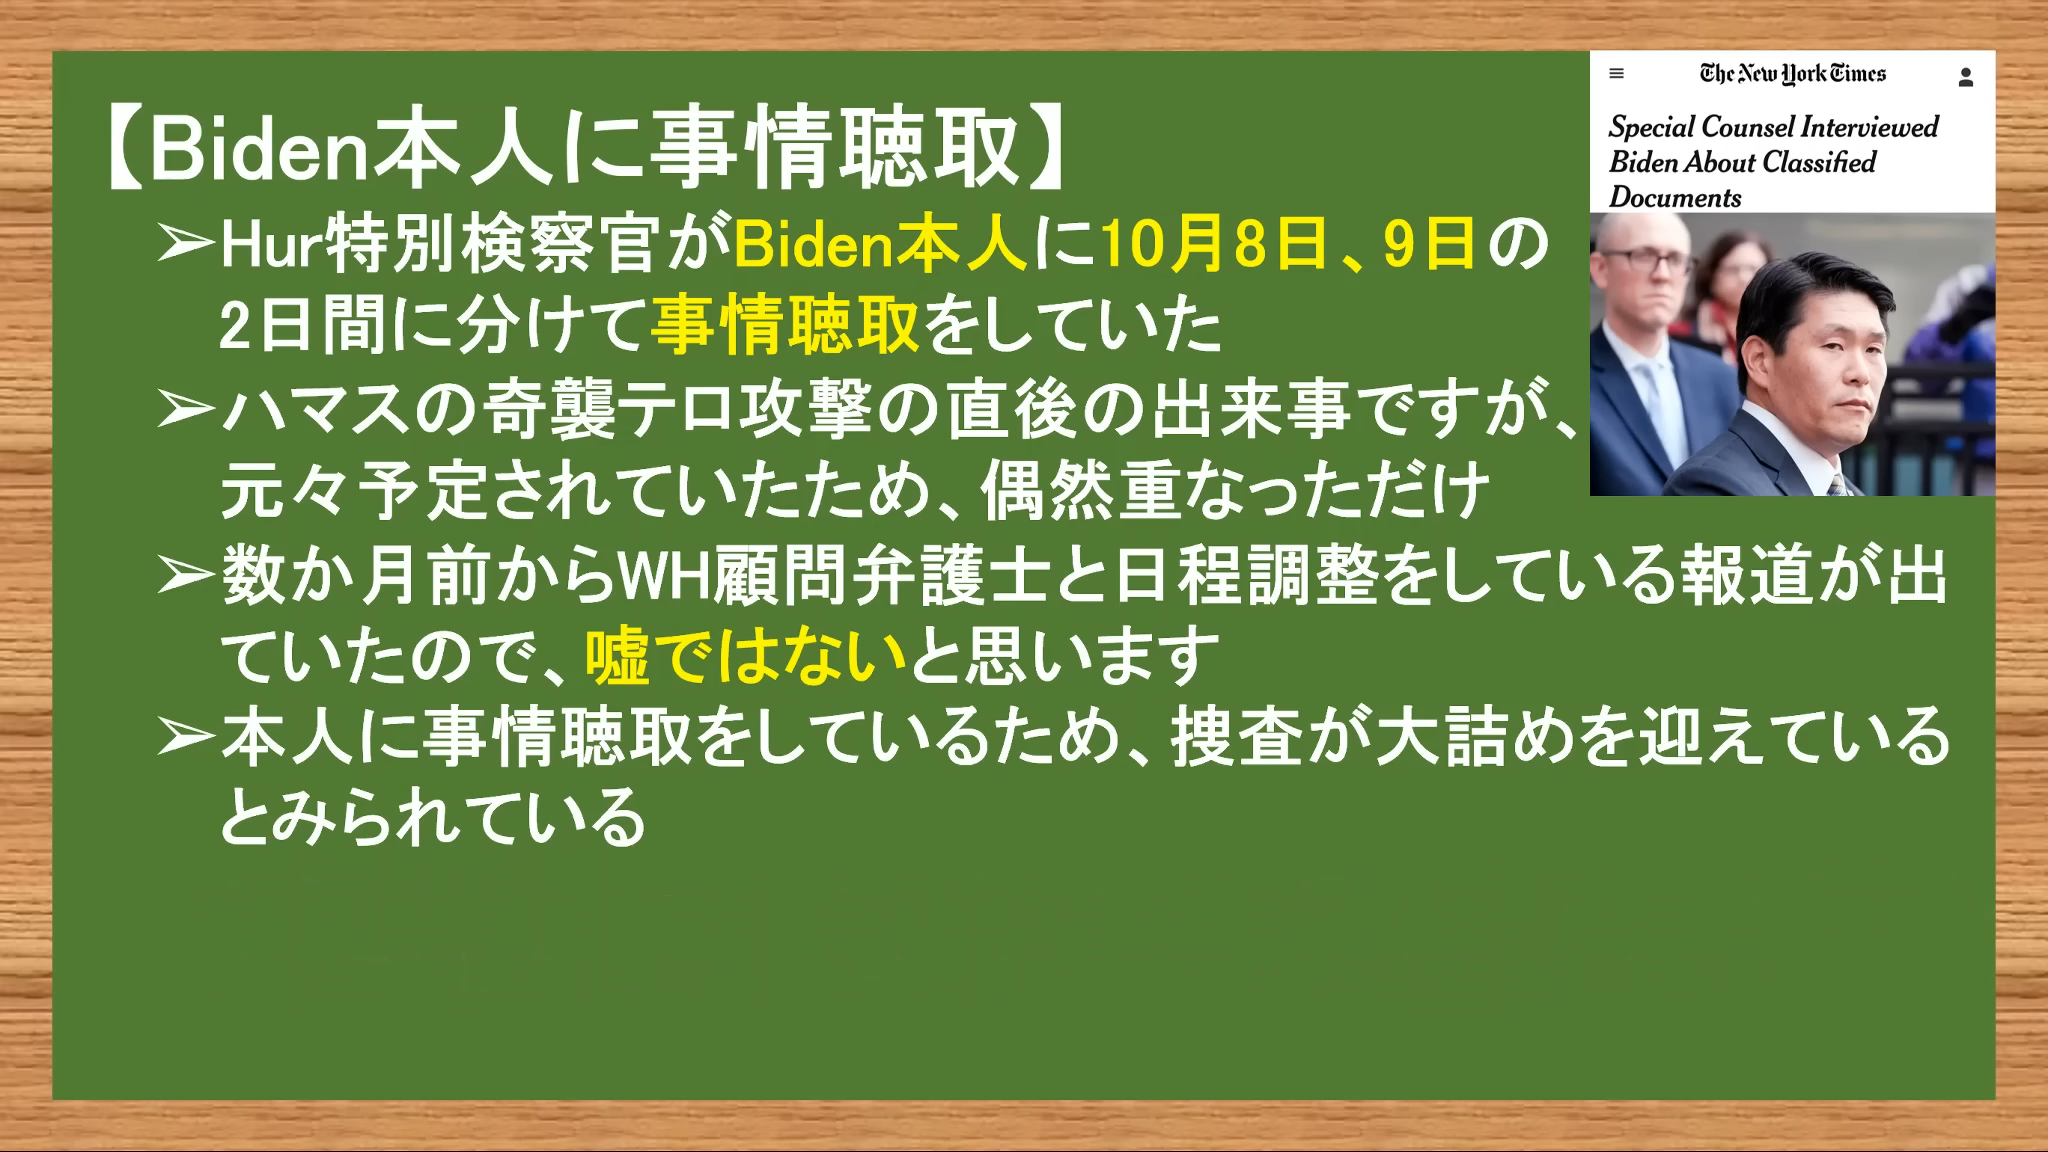 【Biden本人に事情聴取】
➢Hur特別検察官がBiden本人に10月8日、9日の
2日間に分けて事情聴取をしていた
➢ハマスの奇襲テロ攻撃の直後の出来事ですが、
元々予定されていたため、偶然重なっただけ
➢数か月前からWH顧問弁護士と日程調整をしている報道が出
ていたので、嘘ではないと思います
➢本人に事情聴取をしているため、捜査が大詰めを迎えている
とみられている
The New York Times
Special Counsel Interviewed
Biden About Classified
Documents